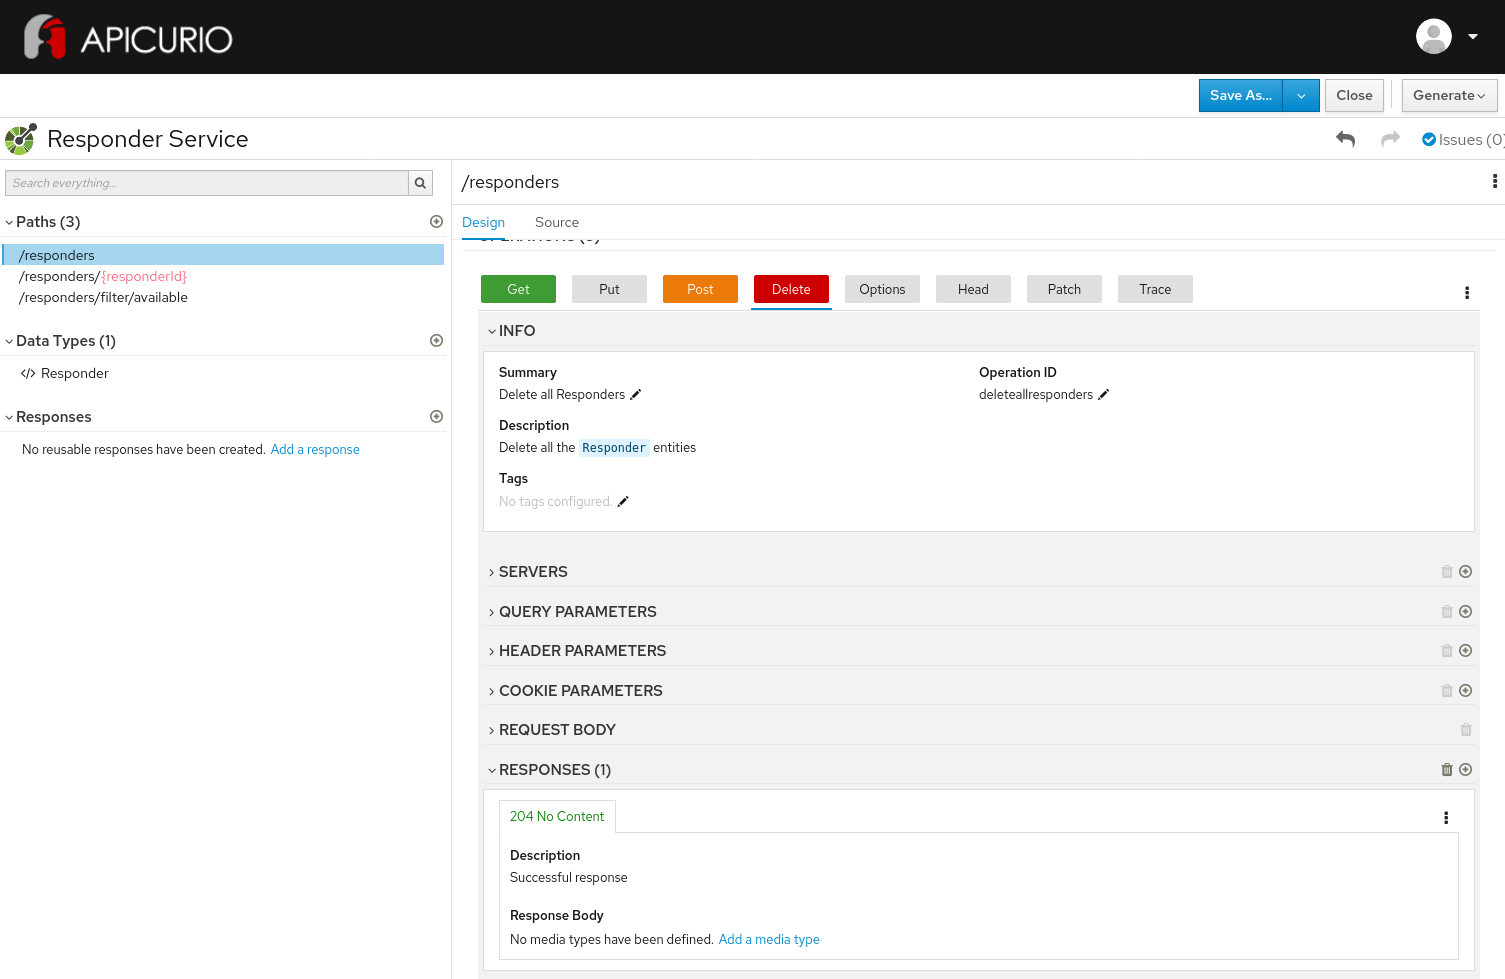 APICURIO
Save As...
Close
Generate
Responder Service
Issues (0)
Search everything...
/responders
Paths (3)
Design
Source
OPERATIONS (3)
/responders
/responders/{responderId}
/responders/filter/available
Get
Put
Post
Delete
Options
Head
Patch
Trace
INFO
Data Types (1)
</> Responder
Summary
Delete all Responders
Operation ID
deleteallresponders
Responses
No reusable responses have been created. Add a response
Description
Delete all the Responder entities
Tags
No tags configured.
SERVERS
QUERY PARAMETERS
HEADER PARAMETERS
COOKIE PARAMETERS
REQUEST BODY
RESPONSES (1)
204 No Content
Description
Successful response
Response Body
No media types have been defined. Add a media type